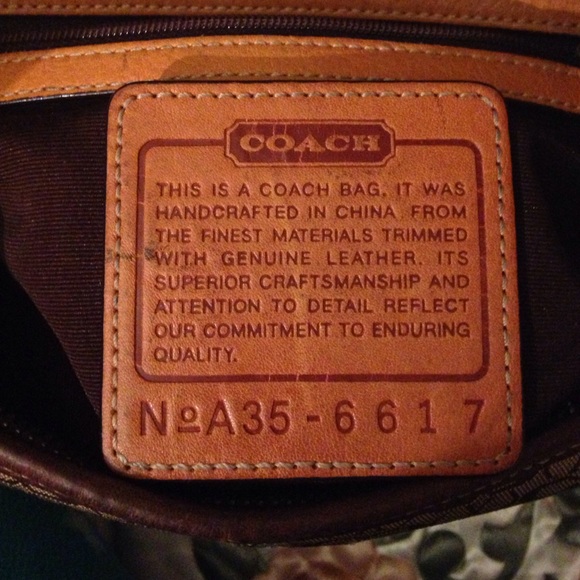 COACH
THIS IS A COACH BAG. IT WAS
HANDCRAFTED IN CHINA FROM
THE FINEST MATERIALS TRIMMED
WITH GENUINE LEATHER. ITS
SUPERIOR CRAFTSMANSHIP AND
ATTENTION TO DETAIL REFLECT
OUR COMMITMENT TO ENDURING
QUALITY.
NºA35-6617